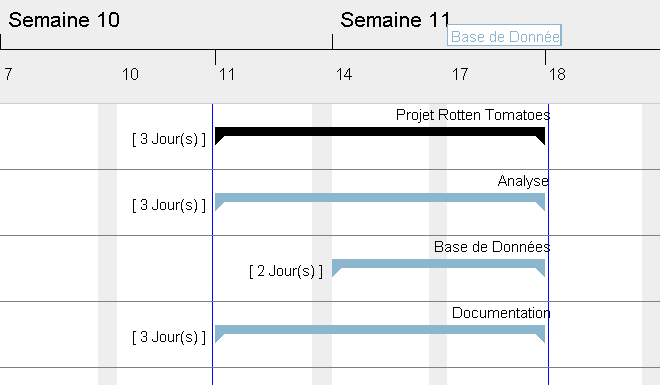 Semaine 10
Semaine 11
Base de Donnée
7
10
11
14
17
18
Projet Rotten Tomatoes
[ 3 Jour(s) ]
Analyse
[ 3 Jour(s) ]
Base de Données
[ 2 Jour(s) ]
Documentation
[ 3 Jour(s) ]